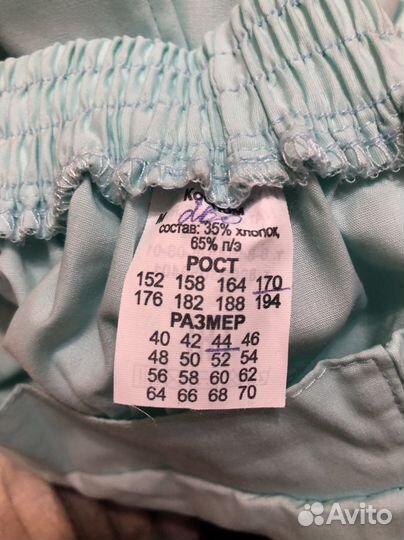 СОСТАВ: 35% ХЛОПОК,
65% П/Э
РОСТ
152 158 164 170
176 182 188 194
РАЗМЕР
40 42 44 46
48 50 52 54
56 58 60 62
64 66 68 70
Avito